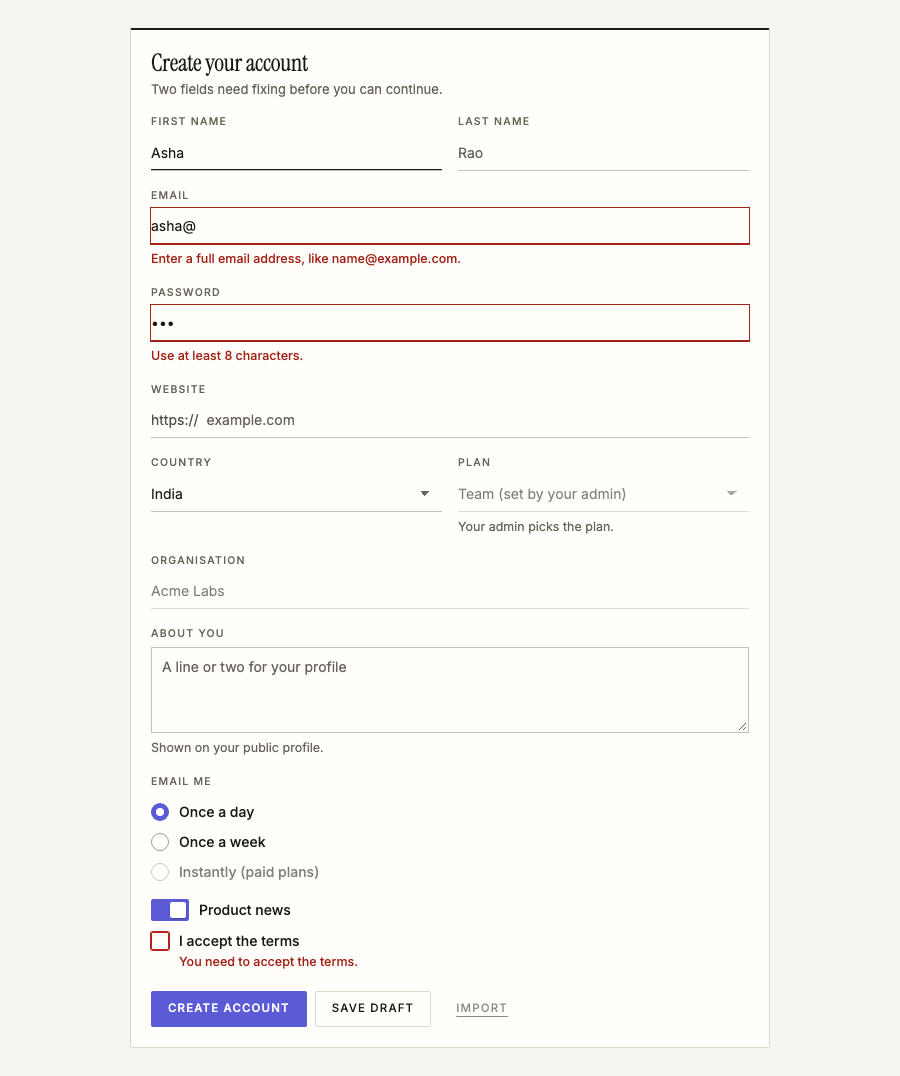 Create your account
Two fields need fixing before you can continue.
FIRST NAME
LAST NAME
Asha
Rao
EMAIL
asha@
Enter a full email address, like name@example.com.
PASSWORD
•••
Use at least 8 characters.
WEBSITE
https:// example.com
COUNTRY
PLAN
India
Team (set by your admin)
Your admin picks the plan.
ORGANISATION
Acme Labs
ABOUT YOU
A line or two for your profile
Shown on your public profile.
EMAIL ME
Once a day
Once a week
Instantly (paid plans)
Product news
I accept the terms
You need to accept the terms.
CREATE ACCOUNT
SAVE DRAFT
IMPORT